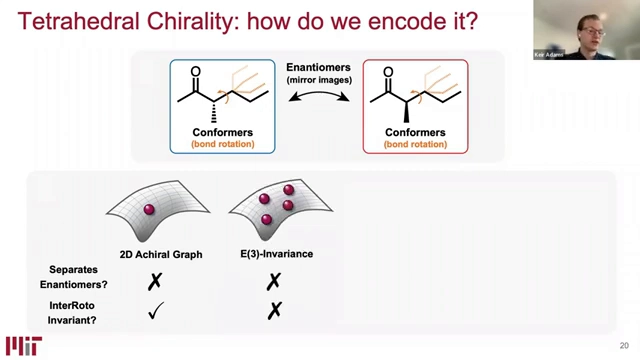 Tetrahedral Chirality: how do we encode it?
Keir Adams
Enantiomers
(mirror images)
O
O
Conformers
(bond rotation)
Conformers
(bond rotation)
2D Achiral Graph
E(3)-Invariance
Separates
Enantiomers?
✗ ✗
InterRoto
Invariant?
✓ ✗
MIT
20